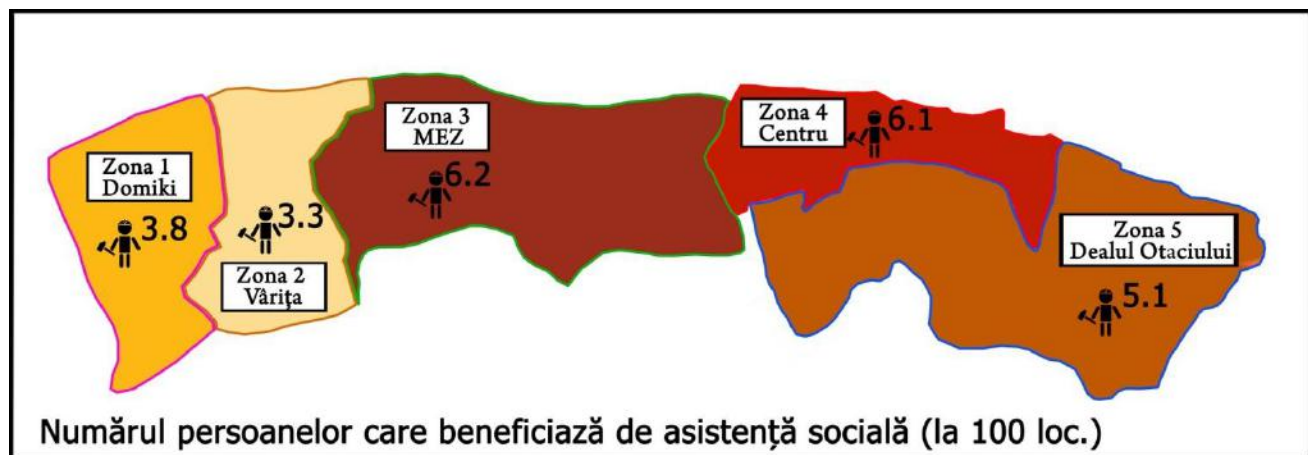 Zona 1
Domiki
3.8
3.3
Zona 2
Vârița
Zona 3
MEZ
6.2
Zona 4
Centru
6.1
Zona 5
Dealul Otaciului
5.1
Numărul persoanelor care beneficiază de asistență socială (la 100 loc.)